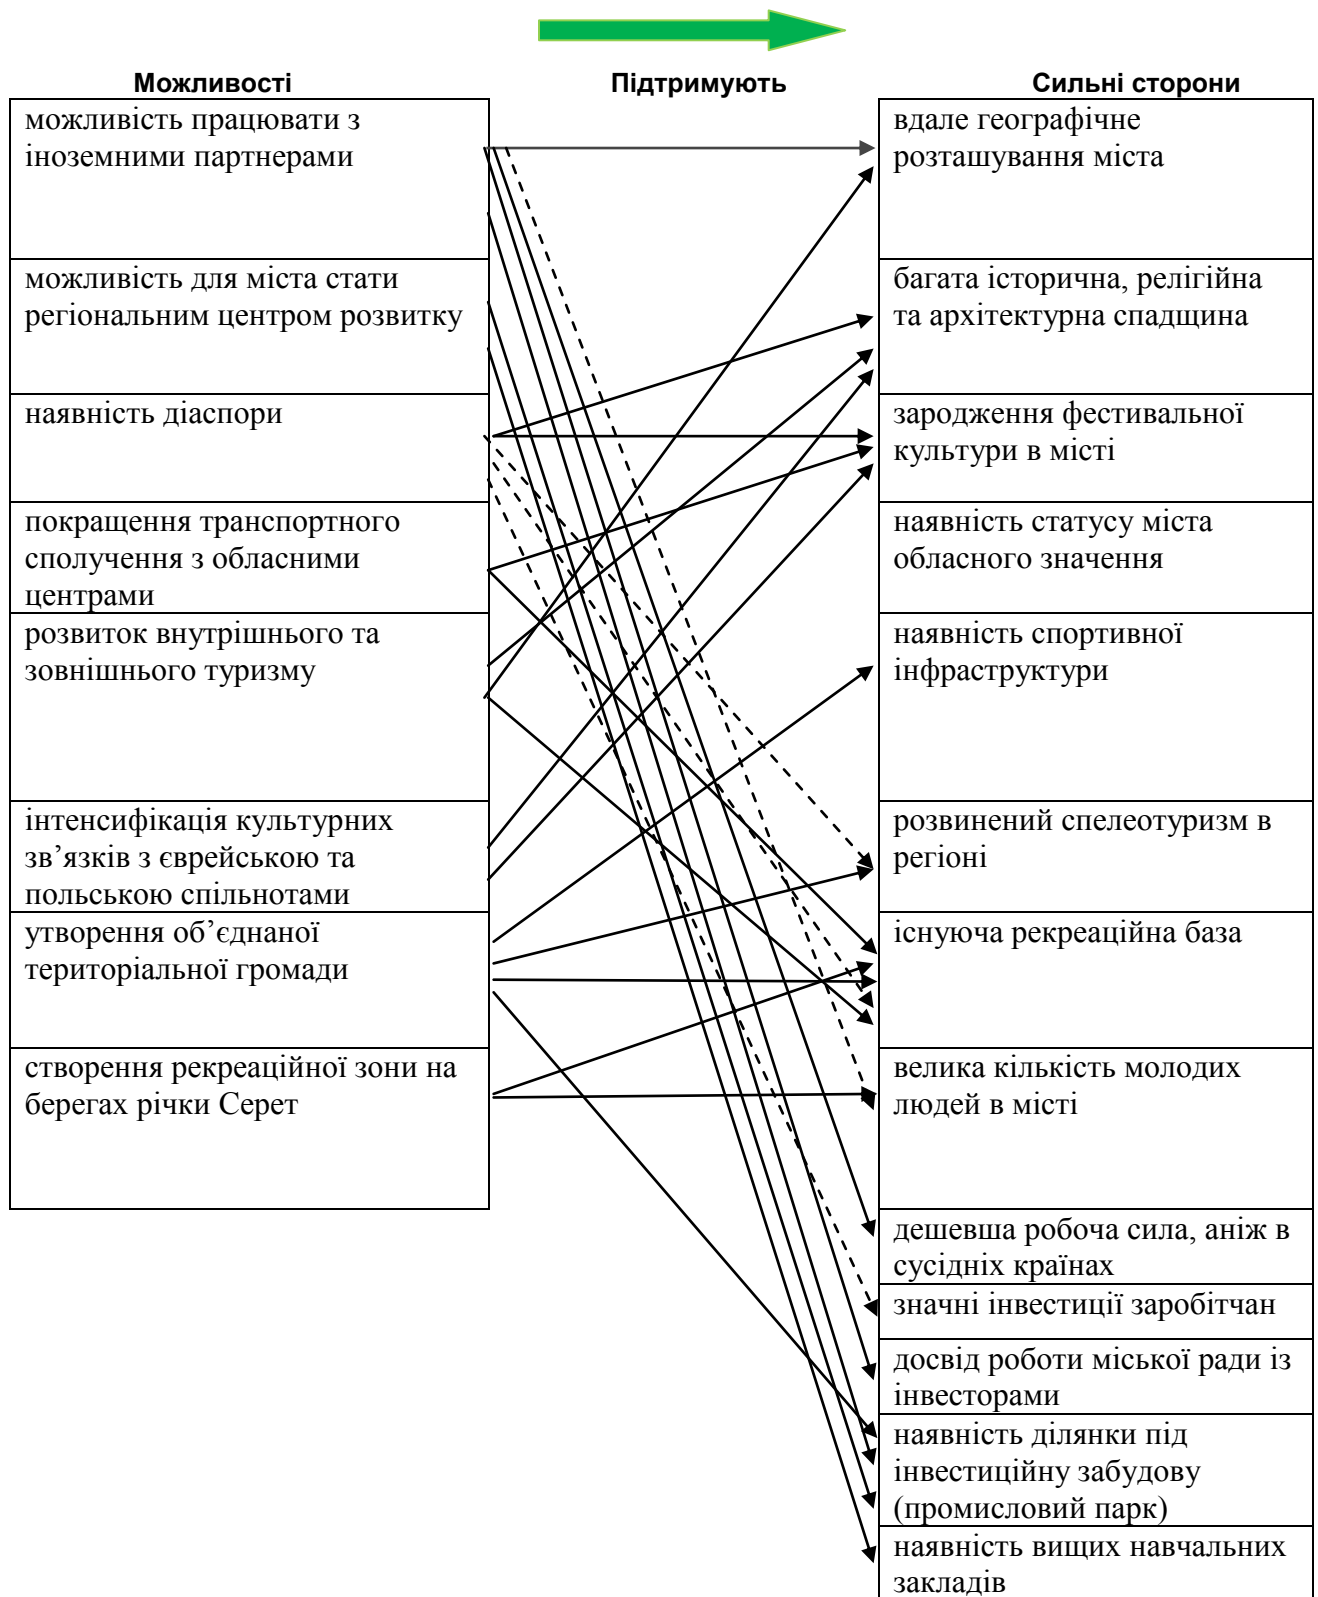 Можливості
Підтримують
Сильні сторони
можливість працювати з
іноземними партнерами
можливість для міста стати
регіональним центром розвитку
наявність діаспори
покращення транспортного
сполучення з обласними
центрами
розвиток внутрішнього та
зовнішнього туризму
інтенсифікація культурних
зв’язків з єврейською та
польською спільнотами
утворення об’єднаної
територіальної громади
створення рекреаційної зони на
берегах річки Серет
вдале географічне
розташування міста
багата історична, релігійна
та архітектурна спадщина
зародження фестивальної
культури в місті
наявність статусу міста
обласного значення
наявність спортивної
інфраструктури
розвинений спелеотуризм в
регіоні
існуюча рекреаційна база
велика кількість молодих
людей в місті
дешевша робоча сила, аніж в
сусідніх країнах
значні інвестиції заробітчан
досвід роботи міської ради із
інвесторами
наявність ділянки під
інвестиційну забудову
(промисловий парк)
наявність вищих навчальних
закладів